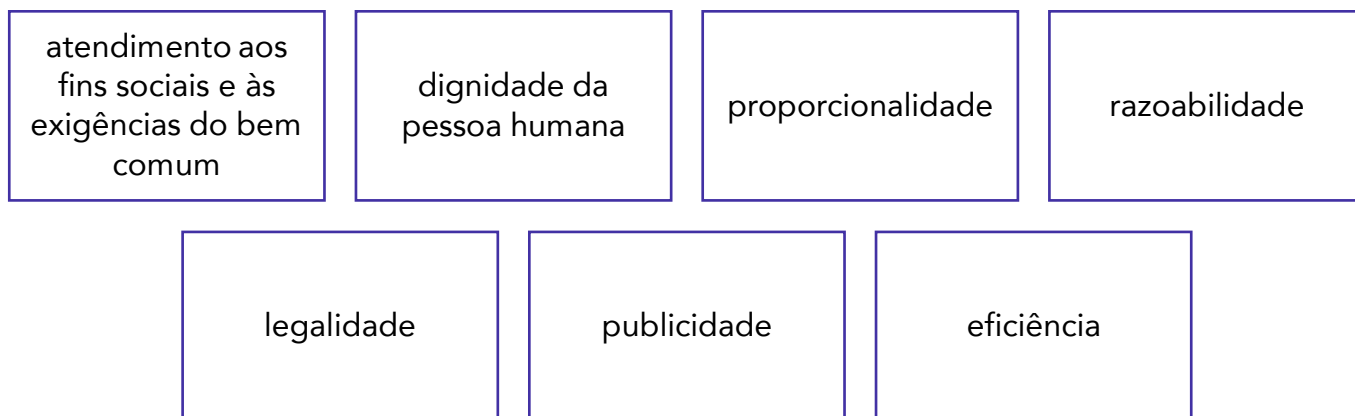 atendimento aos
fins sociais e às
exigências do bem
comum
dignidade da
pessoa humana
proporcionalidade
razoabilidade
legalidade
publicidade
eficiência